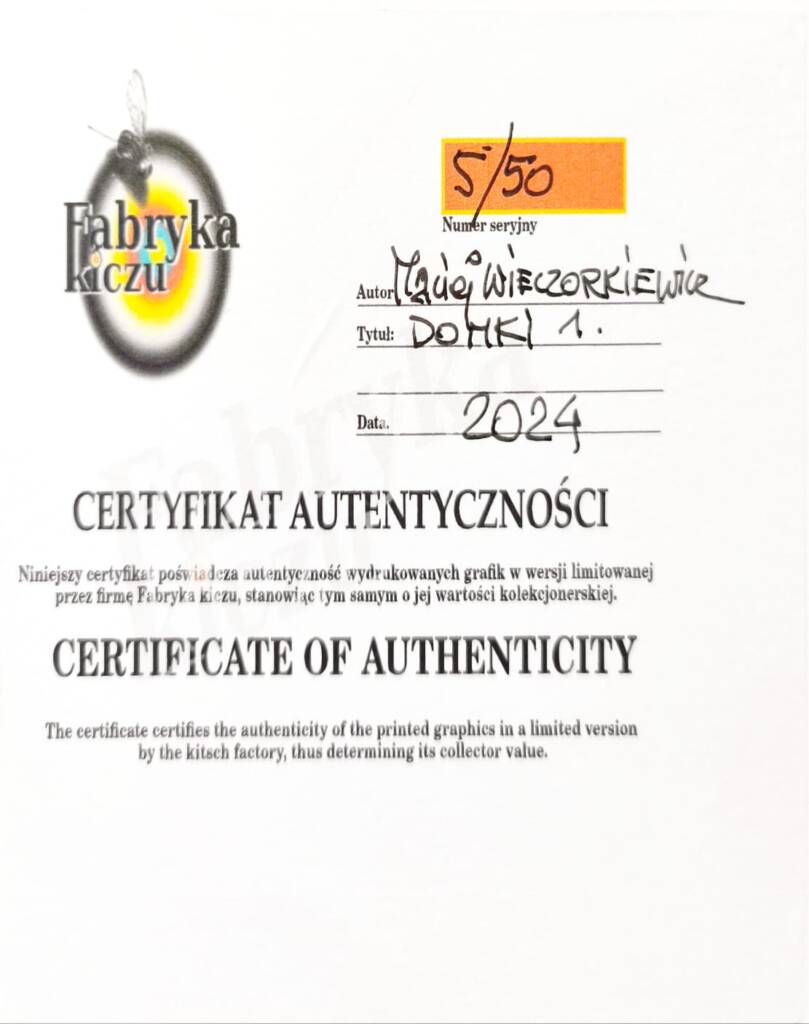 Fabryka
kiczu
5/50
Numer seryjny
Autor Maciej WIECZORKIEWICZ
Tytuł: DOMKI 1.
Data. 2024
CERTYFIKAT AUTENTYCZNOŚCI
Niniejszy certyfikat poświadcza autentyczność wydrukowanych grafik w wersji limitowanej
przez firmę Fabryka kiczu, stanowiąc tym samym o jej wartości kolekcjonerskiej.
CERTIFICATE OF AUTHENTICITY
The certificate certifies the authenticity of the printed graphics in a limited version
by the kitsch factory, thus determining its collector value.